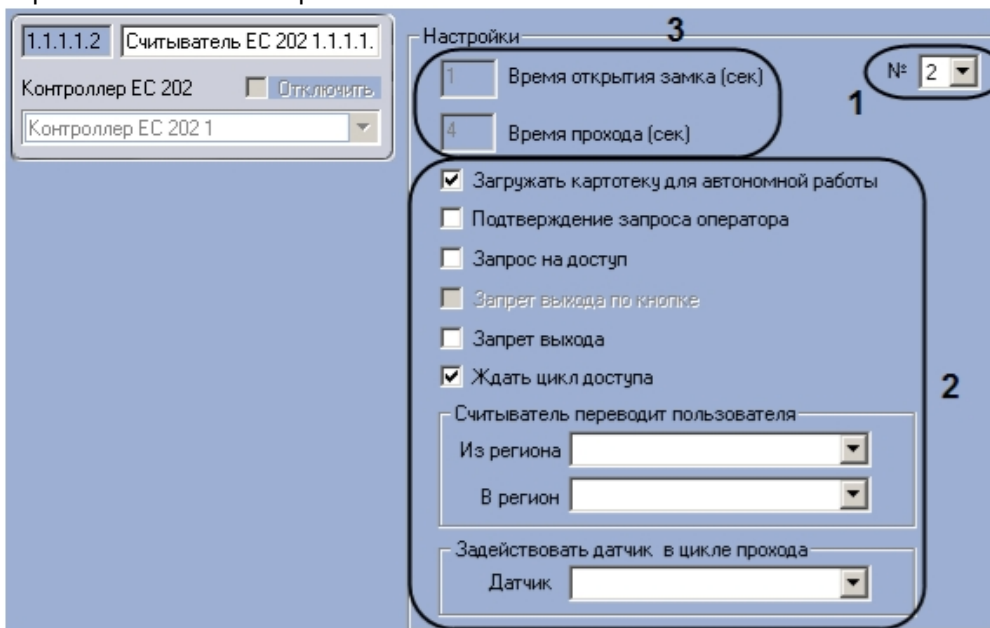 1.1.1.1.2 Считыватель ЕС 202 1.1.1.1.
Контроллер ЕС 202 Отключить
Контроллер ЕС 202 1
Настройки
3
1 Время открытия замка (сек)
№ 2
1
4 Время прохода (сек)
Загружать картотеку для автономной работы
Подтверждение запроса оператора
Запрос на доступ
Запрет выхода по кнопке
Запрет выхода
Ждать цикл доступа
2
Считыватель переводит пользователя
Из региона
В регион
Задействовать датчик в цикле прохода
Датчик